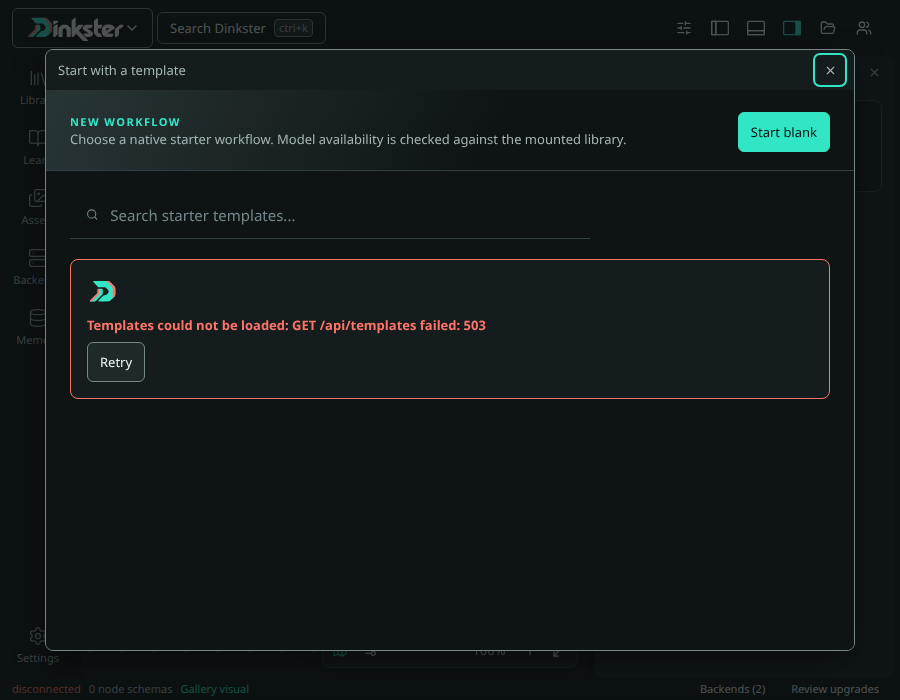 Dinkster
Search Dinkster ctrl+k
Start with a template
NEW WORKFLOW
Choose a native starter workflow. Model availability is checked against the mounted library.
Start blank
Search starter templates...
Templates could not be loaded: GET /api/templates failed: 503
Retry
Settings
disconnected 0 node schemas Gallery visual
Backends (2) Review upgrades